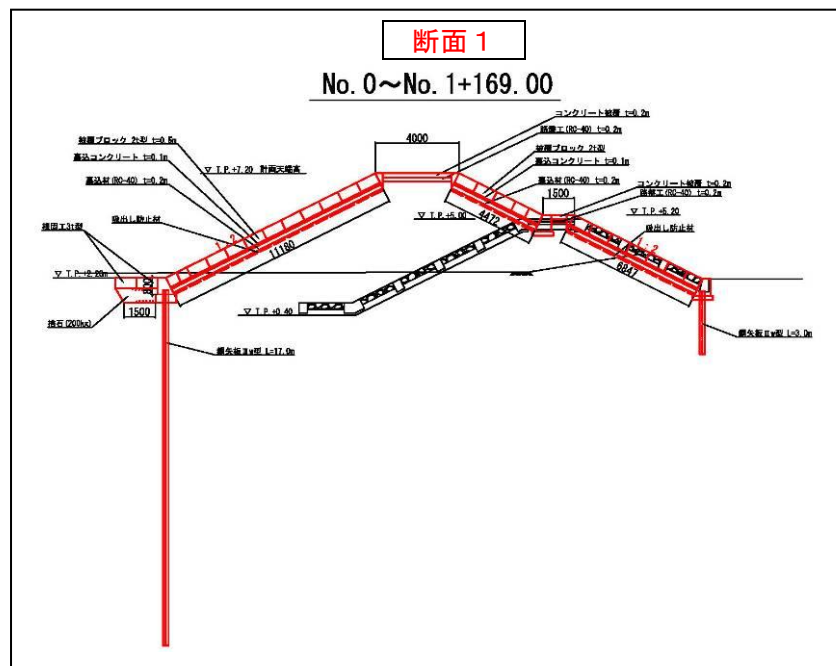 断面1
No.0～No.1+169.00
コンクリート被覆 t=0.2m
路盤工(RC-40) t=0.2m
被覆ブロック 2t型 t=0.5m
4000
被覆ブロック 2t型
裏込コンクリート t=0.1m
▽ T.P.+7.20 計画天端高
裏込コンクリート t=0.1m
裏込材(RC-40) t=0.2m
裏込材(RC-40) t=0.2m
1500
コンクリート被覆 t=0.2m
路盤工(RC-40) t=0.2m
吸出し防止材
▽ T.P.+5.00
4472
▽ T.P.+5.20
根固工3t型
吸出し防止材
1:2
11180
1:2
6847
▽ T.P.+2.20m
800
捨石(200kg)
1500
▽ T.P.+0.40
鋼矢板Ⅱw型 L=17.0m
鋼矢板Ⅱw型 L=3.0m